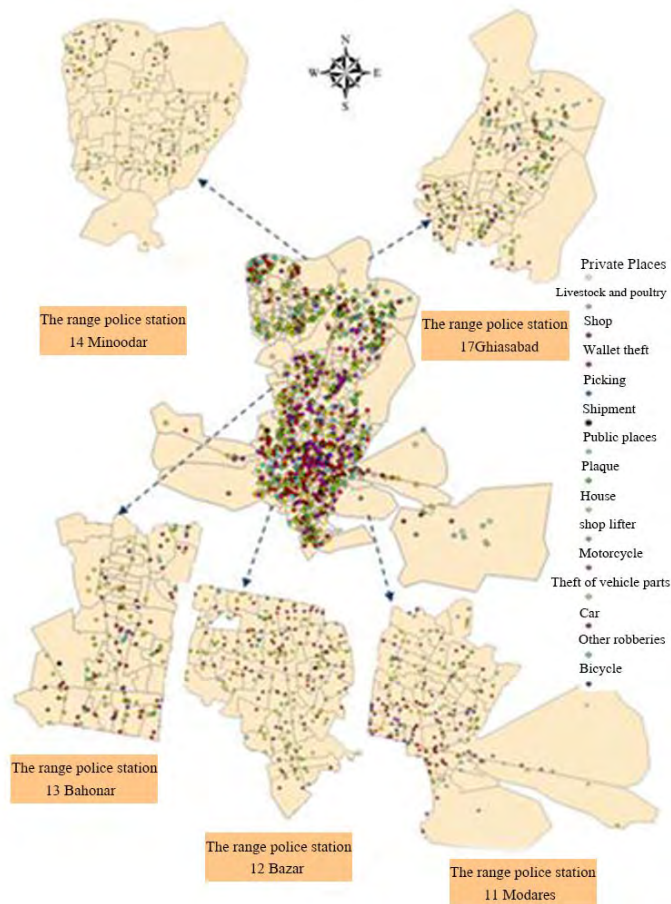 N
W E
S
The range police station
14 Minoodar
The range police station
17Ghiasabad
Private Places
Livestock and poultry
Shop
Wallet theft
Picking
Shipment
Public places
Plaque
House
shop lifter
Motorcycle
Theft of vehicle parts
Car
Other robberies
Bicycle
The range police station
13 Bahonar
The range police station
12 Bazar
The range police station
11 Modares